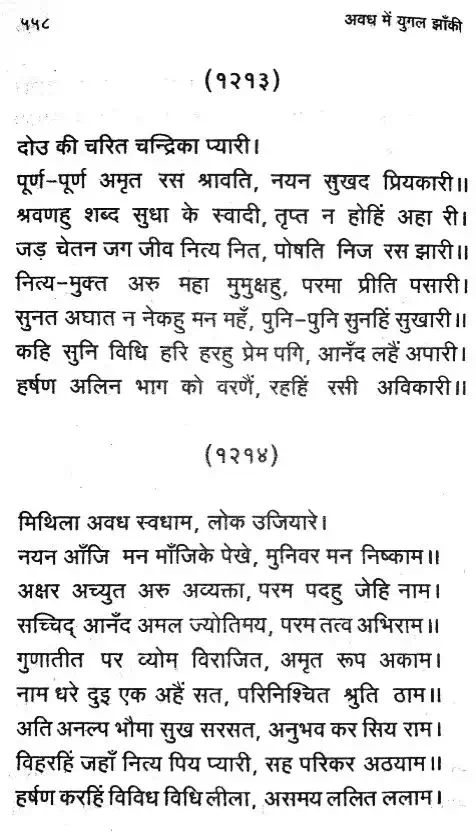 ५५८
अवध में युगल झाँकी
(१२१३)
दोउ की चरित चन्द्रिका प्यारी।
पूर्ण-पूर्ण अमृत रस श्रावति, नयन सुखद प्रियकारी॥
श्रवणहु शब्द सुधा के स्वादी, तृप्त न होहिं अहा री।
जड़ चेतन जग जीव नित्य नित, पोषति निज रस झारी॥
नित्य-मुक्त अरु महा मुमुक्षहु, परमा प्रीति पसारी।
सुनत अघात न नेकहु मन महँ, पुनि-पुनि सुनहिं सुखारी॥
कहि सुनि विधि हरि हरहु प्रेम पगि, आनँद लहैं अपारी।
हर्षण अलिन भाग को वरणैं, रहहिं रसी अविकारी॥
(१२१४)
मिथिला अवध स्वधाम, लोक उजियारे।
नयन आँजि मन माँजिके पेखे, मुनिवर मन निष्काम॥
अक्षर अच्युत अरु अव्यक्ता, परम पदहु जेहि नाम।
सच्चिद् आनँद अमल ज्योतिमय, परम तत्व अभिराम॥
गुणातीत पर व्योम विराजित, अमृत रूप अकाम।
नाम धरे दुइ एक अहैं सत, परिनिश्चित श्रुति ठाम॥
अति अनल्प भौमा सुख सरसत, अनुभव कर सिय राम।
विहरहिं जहाँ नित्य पिय प्यारी, सह परिकर अठयाम॥
हर्षण करहिं विविध विधि लीला, असमय ललित ललाम।